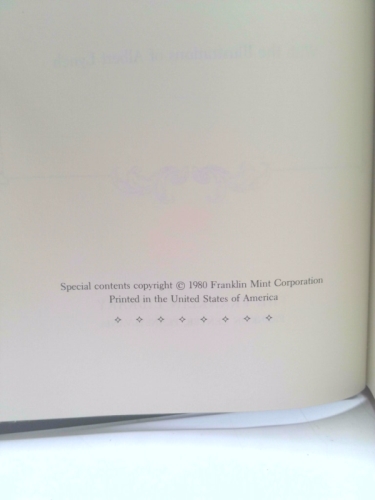 Special contents copyright © 1980 Franklin Mint Corporation
Printed in the United States of America